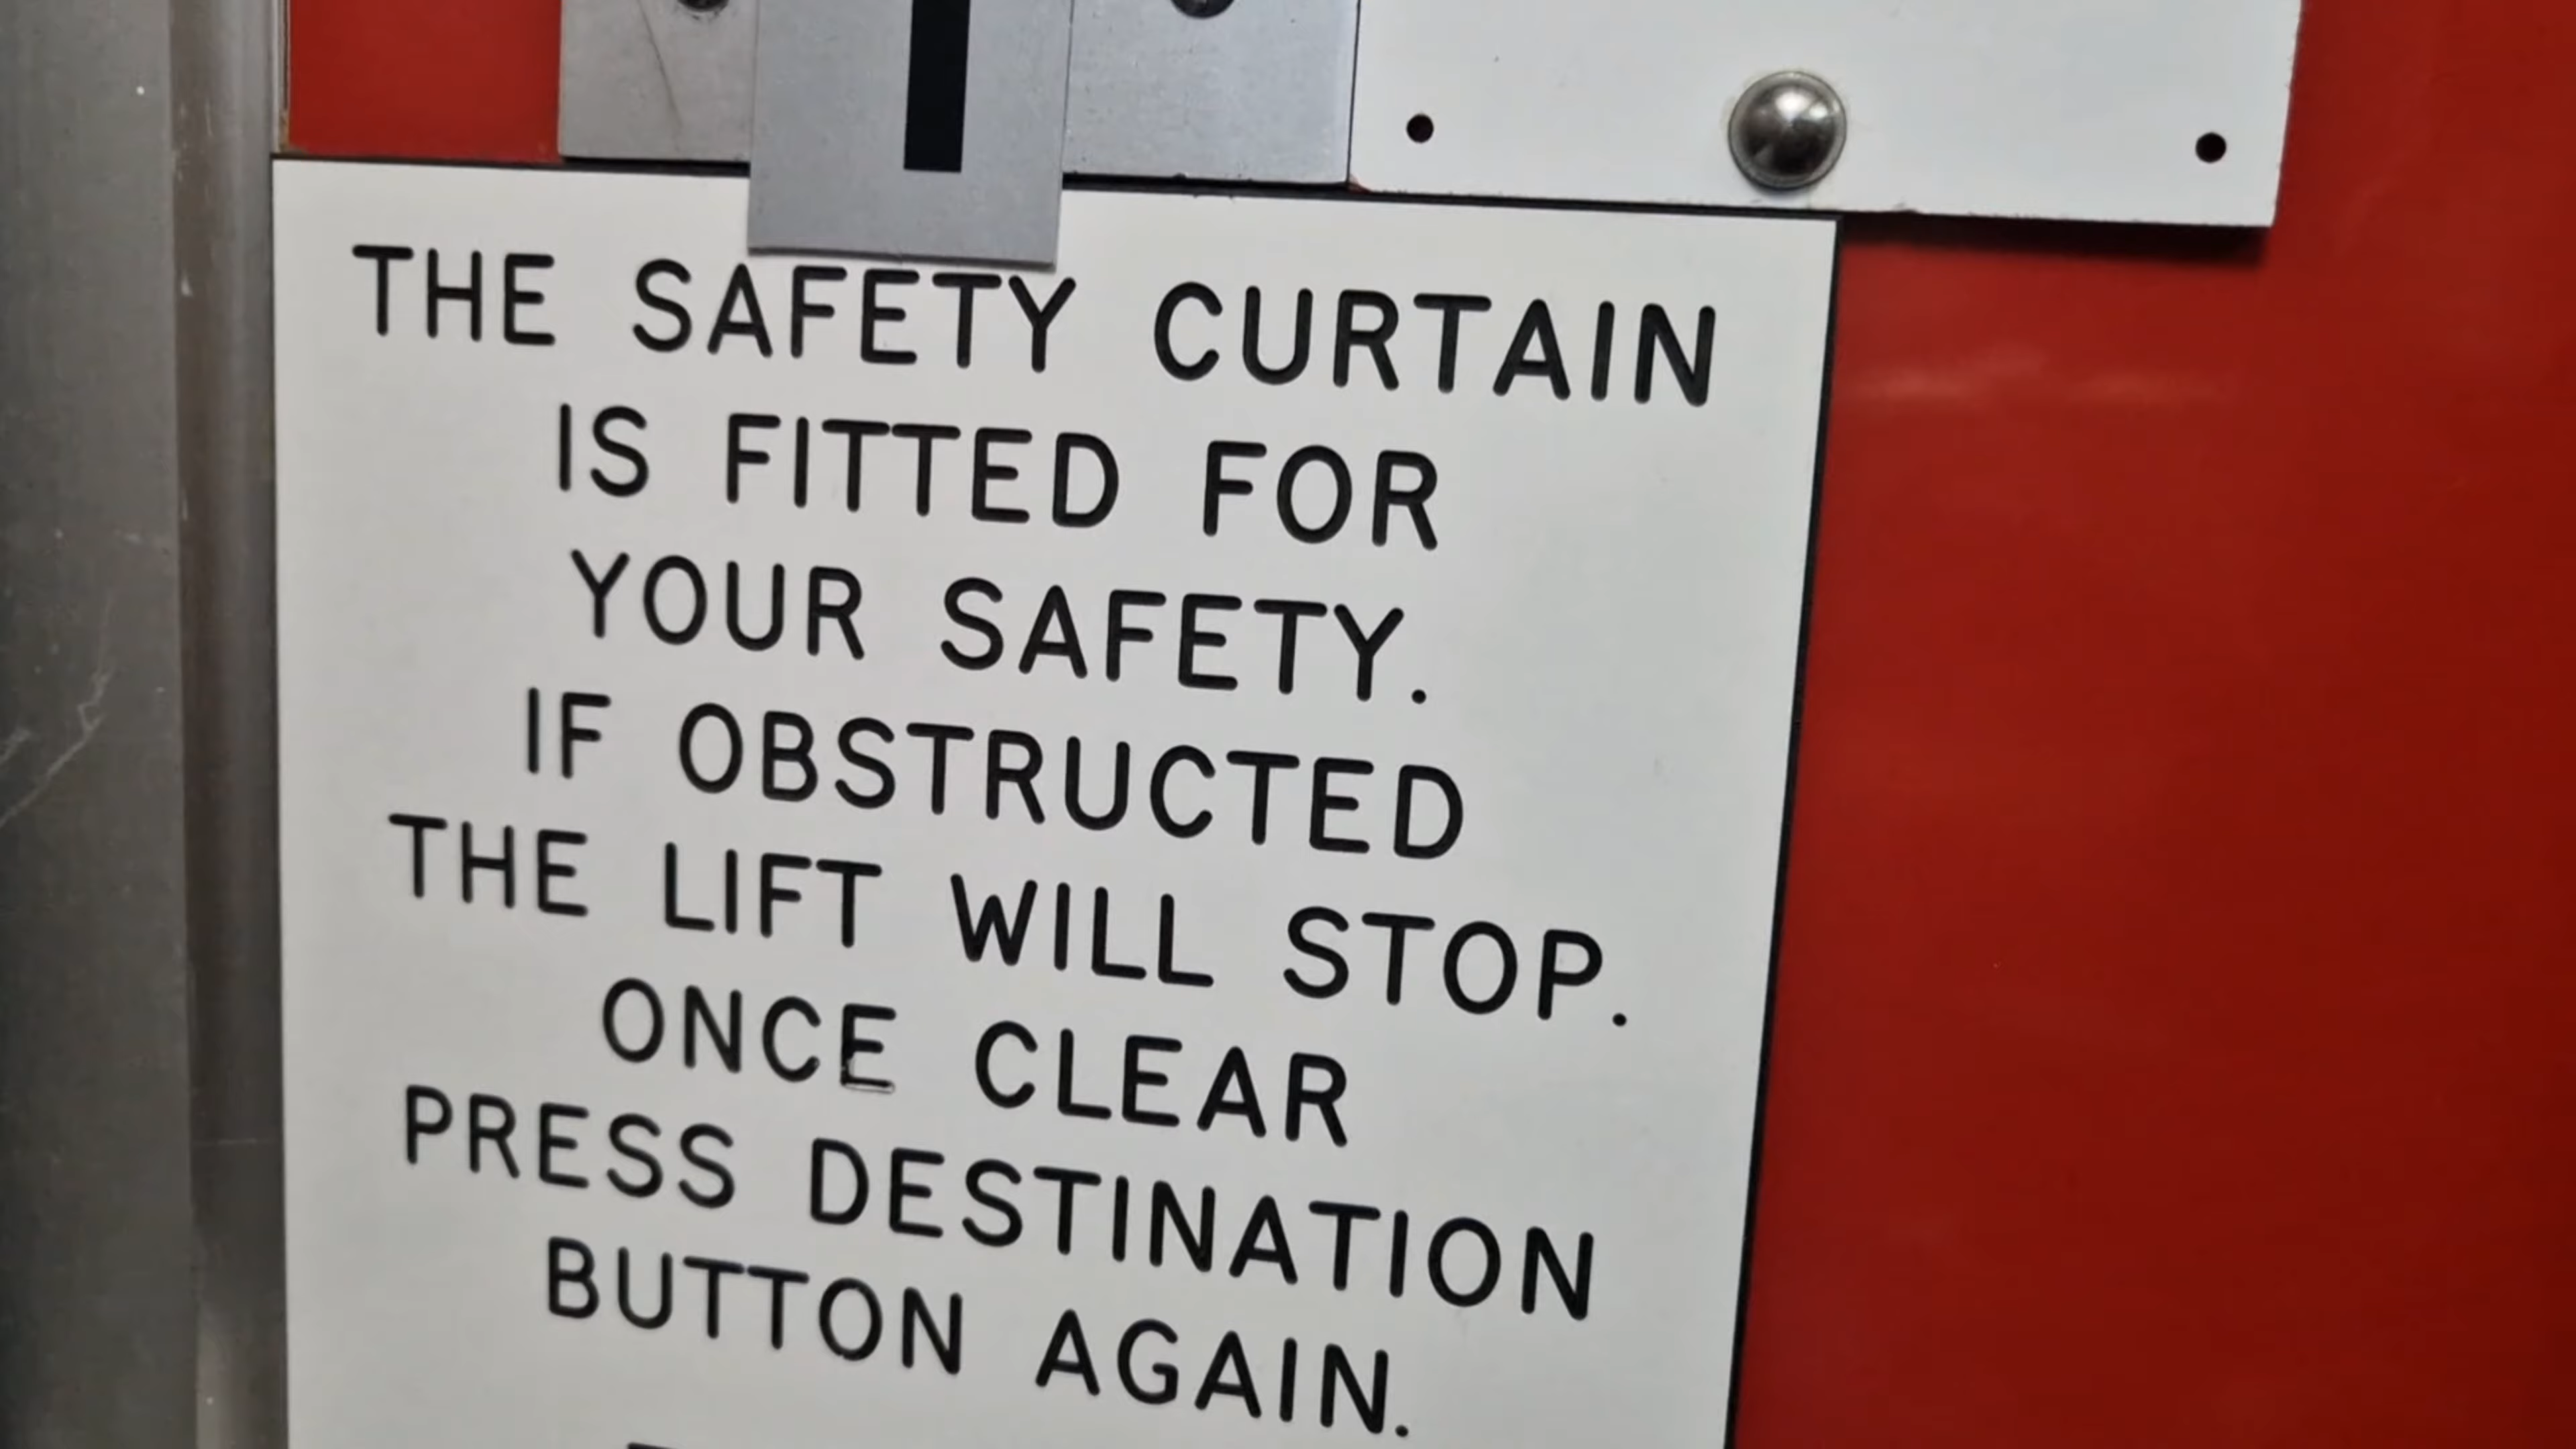 THE SAFETY CURTAIN
IS FITTED FOR
YOUR SAFETY.
IF OBSTRUCTED
THE LIFT WILL STOP.
ONCE CLEAR
PRESS DESTINATION
BUTTON AGAIN.